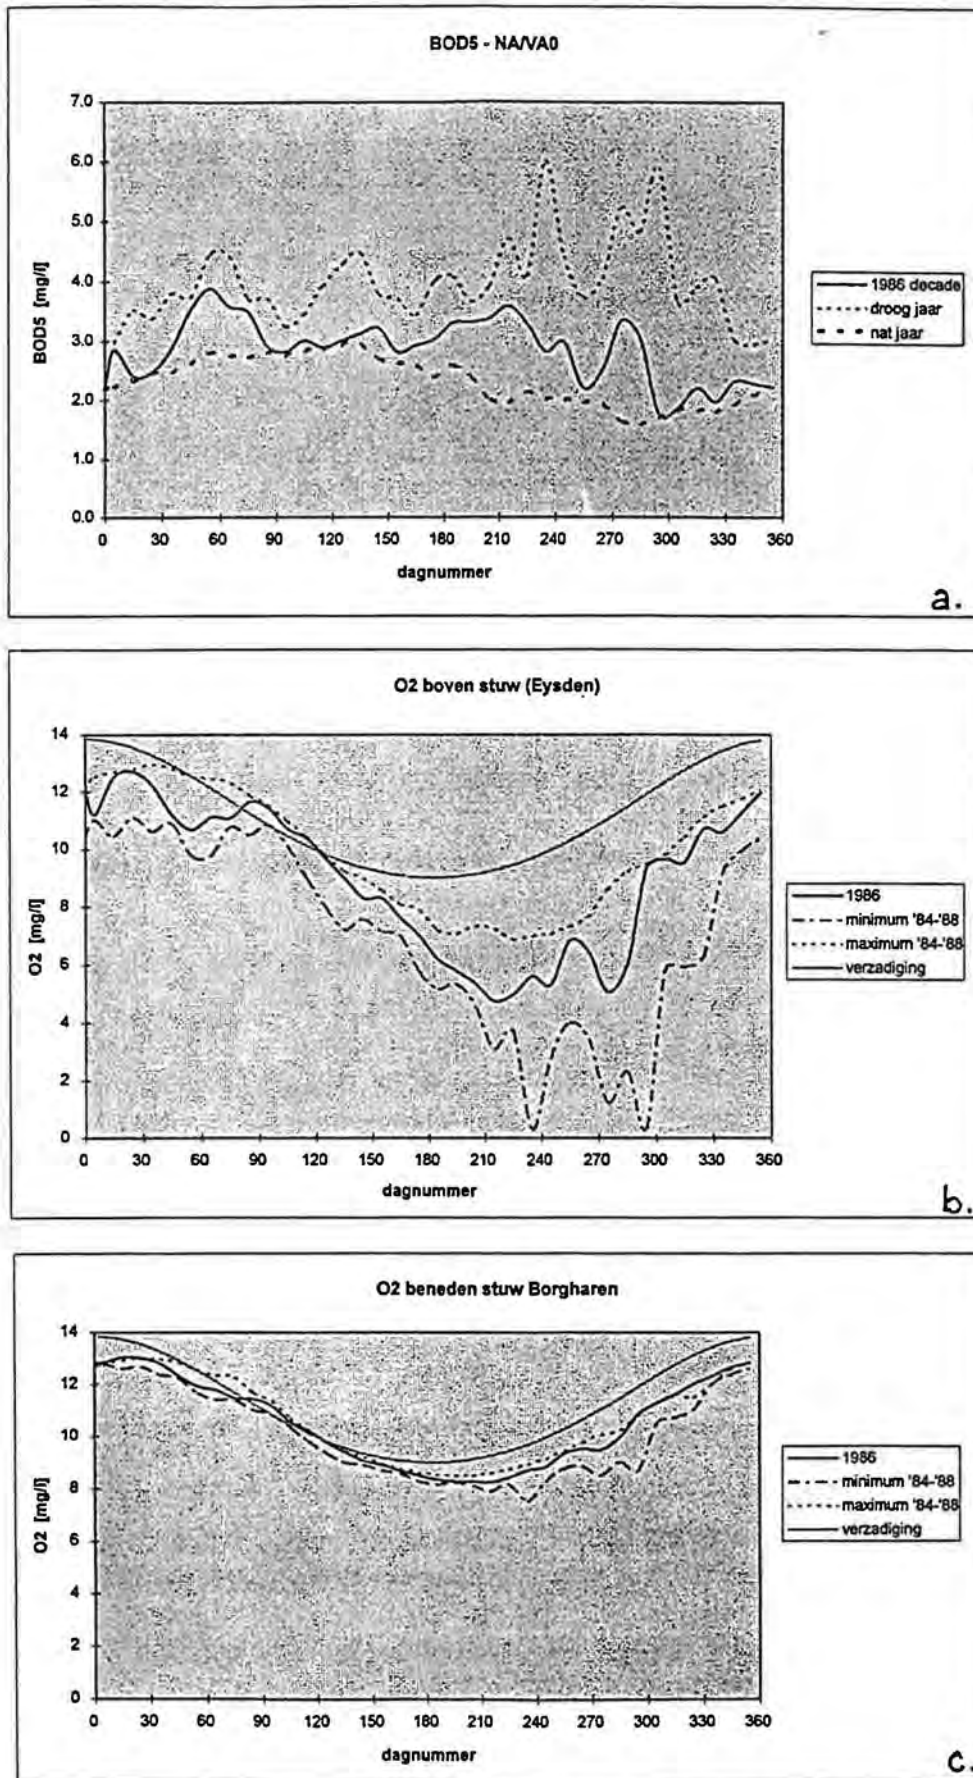 BOD5 - NA/VA0
BOD5 [mg/l]
7.0
6.0
5.0
4.0
3.0
2.0
1.0
0.0
0 30 60 90 120 150 180 210 240 270 300 330 360
dagnummer
1986 decade
droog jaar
nat jaar
a.
O2 boven stuw (Eysden)
O2 [mg/l]
14
12
10
8
6
4
2
0
0 30 60 90 120 150 180 210 240 270 300 330 360
dagnummer
1986
minimum '84-'88
maximum '84-'88
verzadiging
b.
O2 beneden stuw Borgharen
O2 [mg/l]
14
12
10
8
6
4
2
0
0 30 60 90 120 150 180 210 240 270 300 330 360
dagnummer
1986
minimum '84-'88
maximum '84-'88
verzadiging
c.